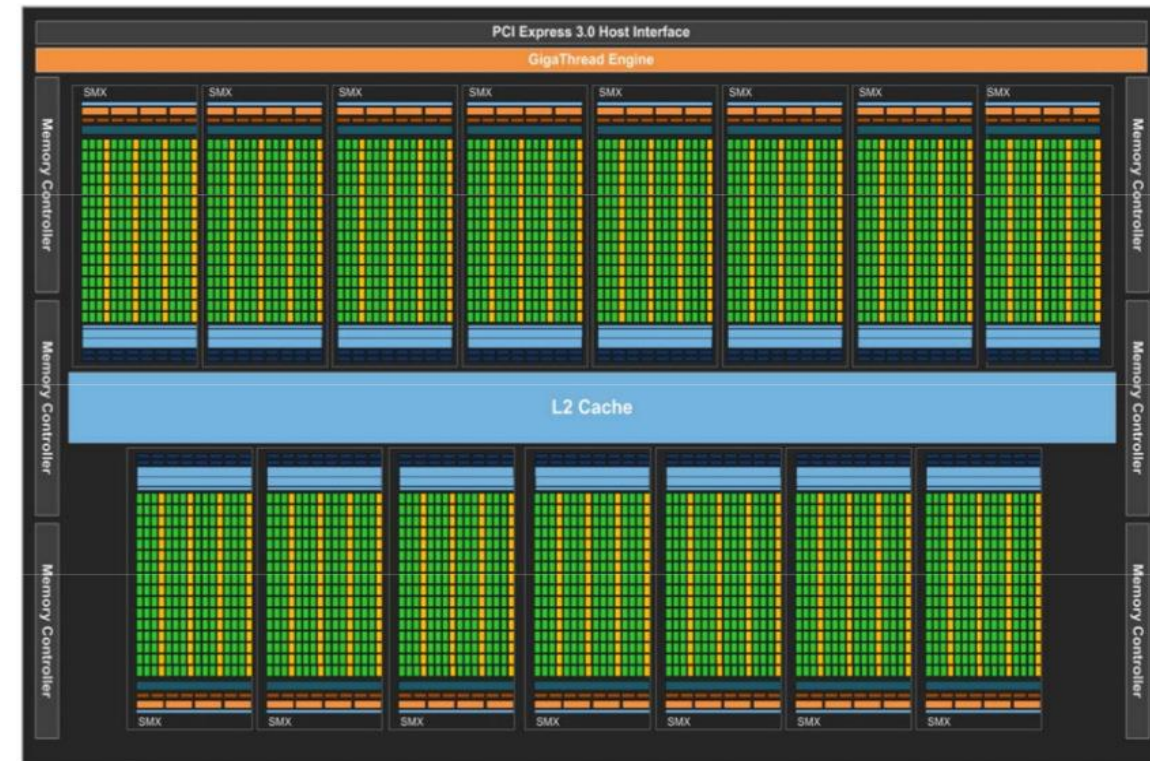 PCI Express 3.0 Host Interface
GigaThread Engine
SMX SMX SMX SMX SMX SMX SMX SMX
Memory Controller
Memory Controller
L2 Cache
Memory Controller
Memory Controller
Memory Controller
Memory Controller
SMX SMX SMX SMX SMX SMX SMX